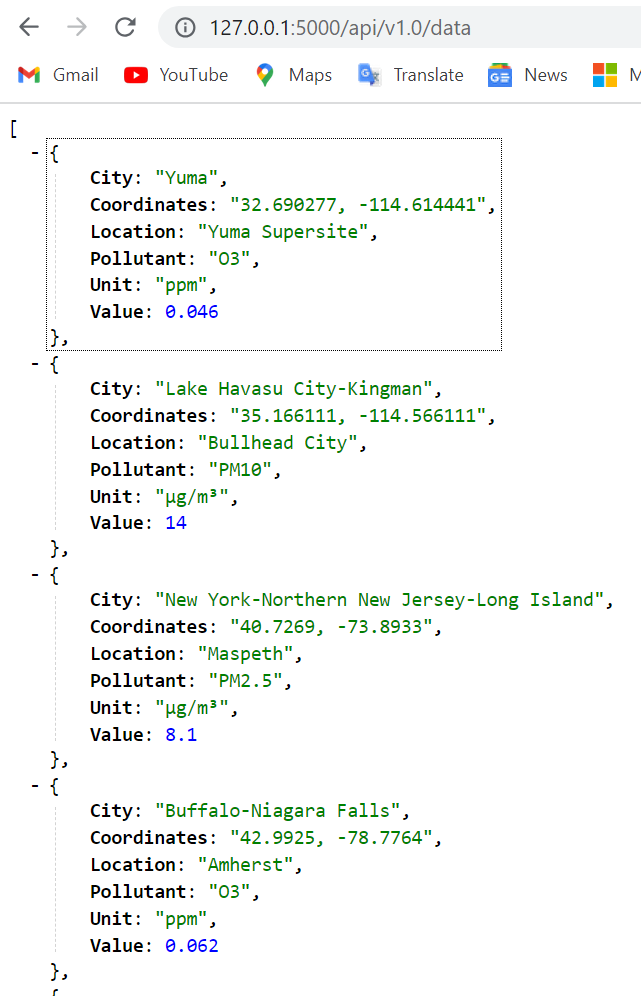 127.0.0.1:5000/api/v1.0/data
Gmail YouTube Maps Translate News M
[
- {
City: "Yuma",
Coordinates: "32.690277, -114.614441",
Location: "Yuma Supersite",
Pollutant: "O3",
Unit: "ppm",
Value: 0.046
},
- {
City: "Lake Havasu City-Kingman",
Coordinates: "35.166111, -114.566111",
Location: "Bullhead City",
Pollutant: "PM10",
Unit: "µg/m³",
Value: 14
},
- {
City: "New York-Northern New Jersey-Long Island",
Coordinates: "40.7269, -73.8933",
Location: "Maspeth",
Pollutant: "PM2.5",
Unit: "µg/m³",
Value: 8.1
},
- {
City: "Buffalo-Niagara Falls",
Coordinates: "42.9925, -78.7764",
Location: "Amherst",
Pollutant: "O3",
Unit: "ppm",
Value: 0.062
},
{